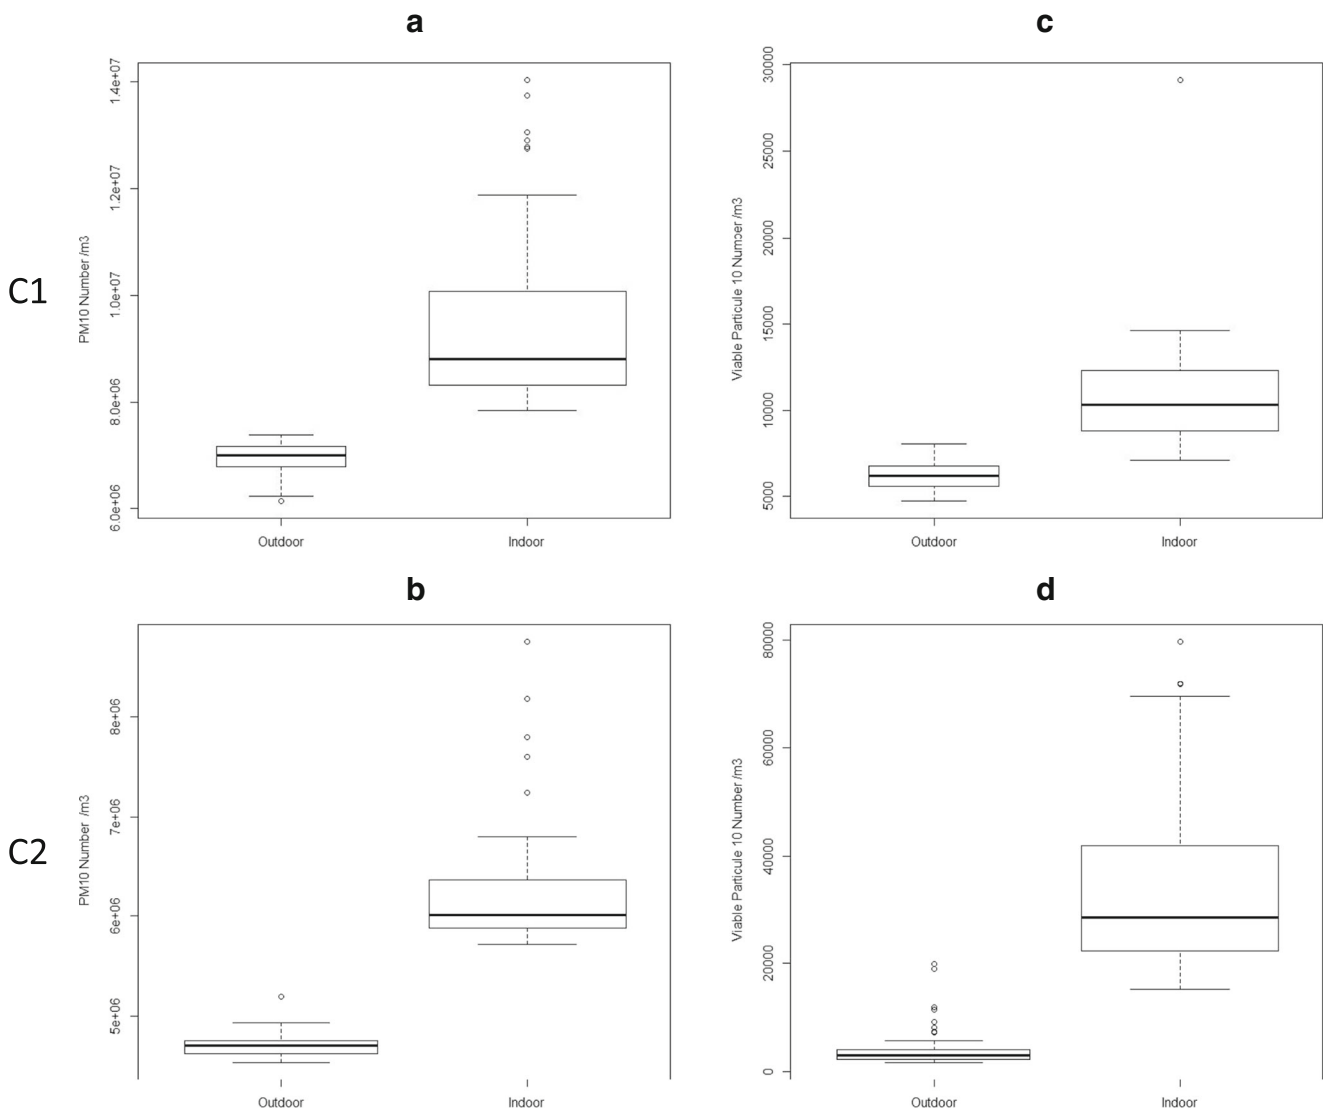 a
1.4e+07
1.2e+07
1.0e+07
8.0e+06
6.0e+06
PM10 Number /m3
Outdoor
Indoor
c
30000
25000
20000
15000
10000
5000
Viable Particule 10 Number /m3
Outdoor
Indoor
C1
b
8e+06
7e+06
6e+06
5e+06
PM10 Number /m3
Outdoor
Indoor
d
80000
60000
40000
20000
0
Viable Particule 10 Number /m3
Outdoor
Indoor
C2